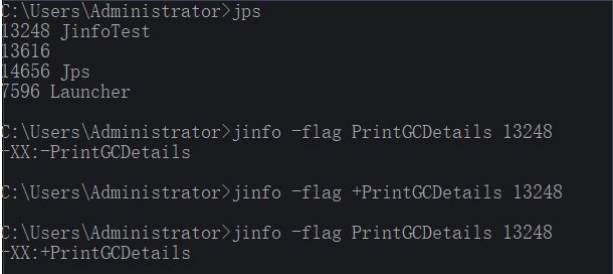 C:\Users\Administrator>jps
13248 JinfoTest
13616
14656 Jps
7596 Launcher
C:\Users\Administrator>jinfo -flag PrintGCDetails 13248
-XX:-PrintGCDetails
C:\Users\Administrator>jinfo -flag +PrintGCDetails 13248
C:\Users\Administrator>jinfo -flag PrintGCDetails 13248
-XX:+PrintGCDetails